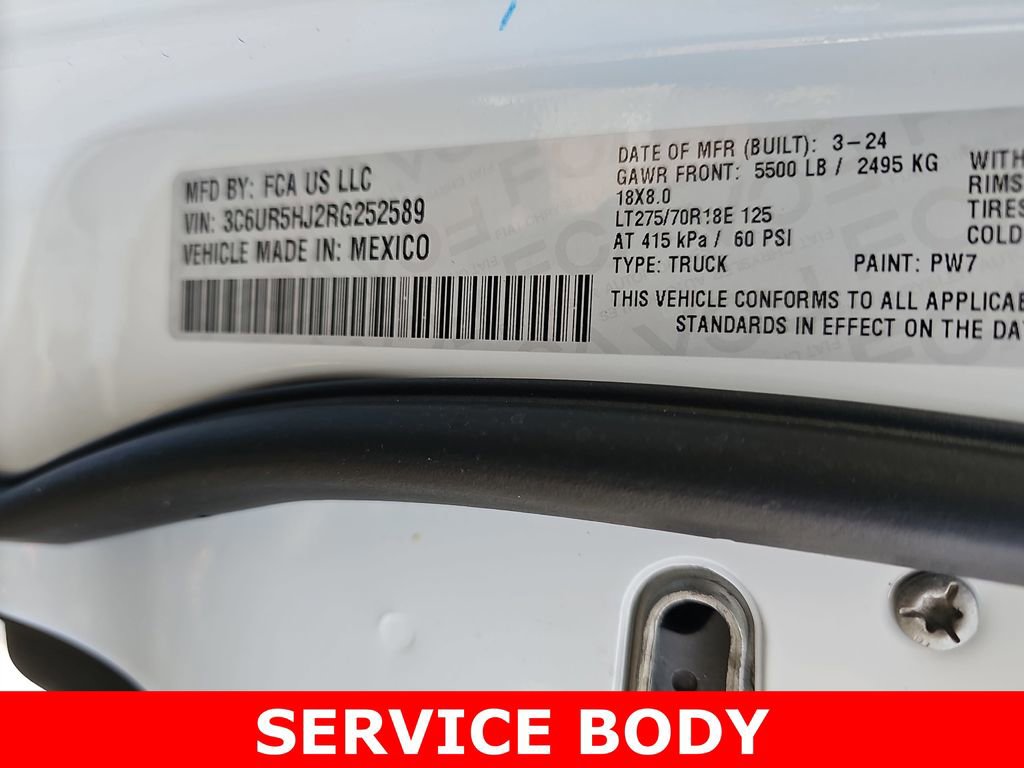 MFD BY: FCA US LLC
VIN: 3C6UR5HJ2RG252589
VEHICLE MADE IN: MEXICO
DATE OF MFR (BUILT): 3-24
GAWR FRONT: 5500 LB / 2495 KG
18X8.0
LT275/70R18E 125
AT 415 kPa / 60 PSI
TYPE: TRUCK PAINT: PW7
THIS VEHICLE CONFORMS TO ALL
STANDARDS IN EFFECT ON THE
WITH
RIMS
TIRES
COLD
SERVICE BODY